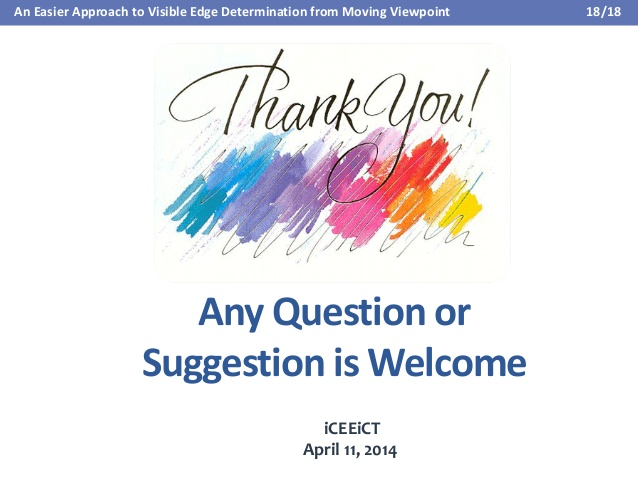 An Easier Approach to Visible Edge Determination from Moving Viewpoint 18/18
Thank You!
Any Question or
Suggestion is Welcome
iCEEiCT
April 11, 2014